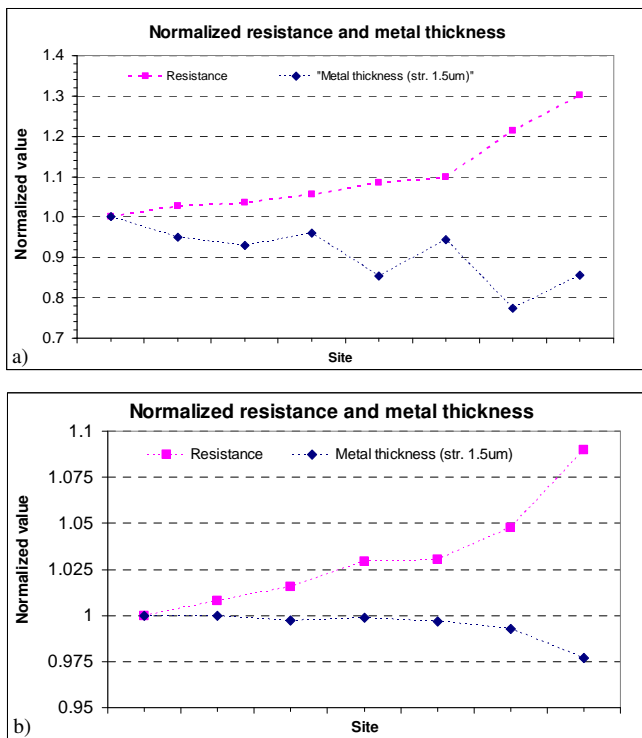 Normalized resistance and metal thickness
1.4
1.3
1.2
1.1
1.0
0.9
0.8
0.7
Normalized value
Resistance
"Metal thickness (str. 1.5um)"
Site
a)
Normalized resistance and metal thickness
1.1
1.075
1.05
1.025
1
0.975
0.95
Normalized value
Resistance
Metal thickness (str. 1.5um)
Site
b)